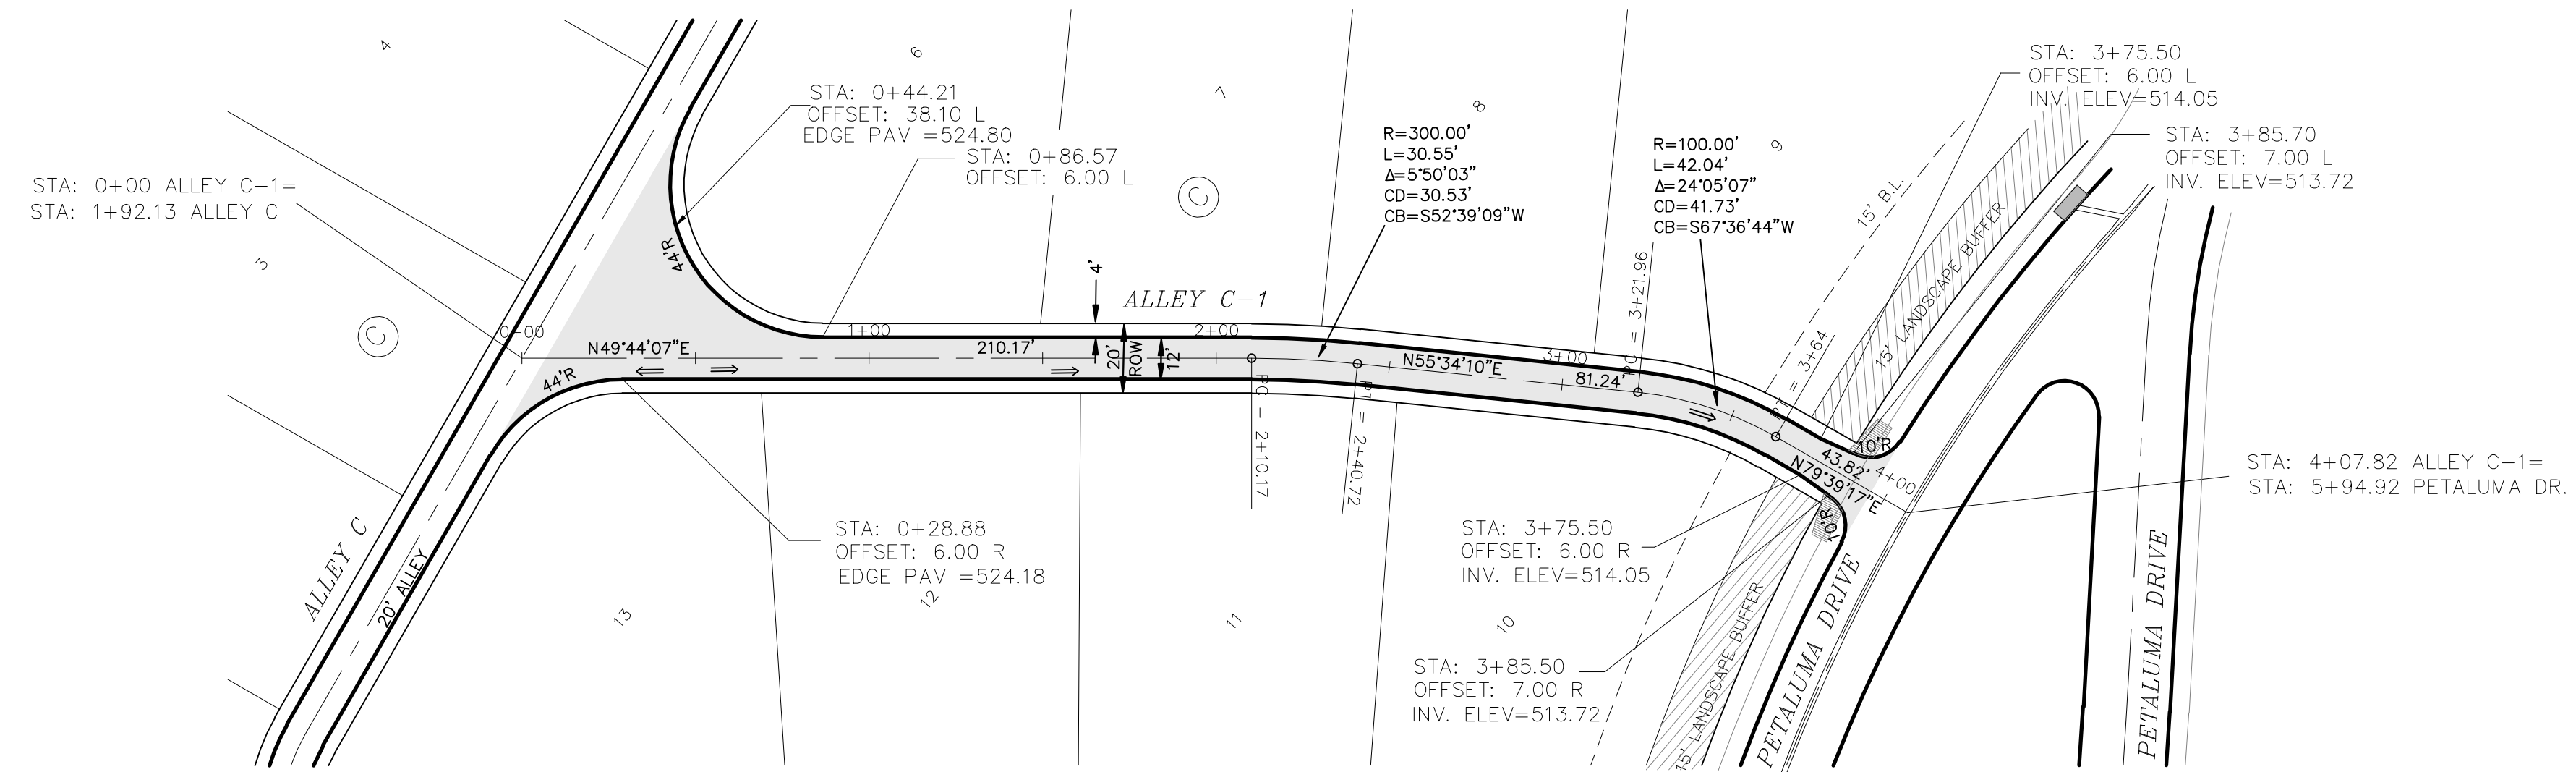 4
6
7
8
9
3
C
C
STA: 0+00 ALLEY C-1=
STA: 1+92.13 ALLEY C
STA: 0+44.21
OFFSET: 38.10 L
EDGE PAV =524.80
STA: 0+86.57
OFFSET: 6.00 L
R=300.00'
L=30.55'
Δ=5°50'03"
CD=30.53'
CB=S52°39'09"W
R=100.00'
L=42.04'
Δ=24°05'07"
CD=41.73'
CB=S67°36'44"W
STA: 3+75.50
OFFSET: 6.00 L
INV. ELEV=514.05
STA: 3+85.70
OFFSET: 7.00 L
INV. ELEV=513.72
15' B.L.
15' LANDSCAPE BUFFER
44'R
4'
ALLEY C-1
0+00
1+00
2+00
3+00
4+00
N49°44'07"E
210.17'
20'
ROW
12'
N55°34'10"E
81.24'
PC = 2+10.17
PT = 2+40.72
PC = 3+21.96
PT = 3+64
43.82'
N79°39'17"E
10'R
10'R
44'R
STA: 4+07.82 ALLEY C-1=
STA: 5+94.92 PETALUMA DR.
STA: 0+28.88
OFFSET: 6.00 R
EDGE PAV =524.18
STA: 3+75.50
OFFSET: 6.00 R
INV. ELEV=514.05
STA: 3+85.50
OFFSET: 7.00 R
INV. ELEV=513.72
ALLEY C
20' ALLEY
13
12
11
10
15' LANDSCAPE BUFFER
PETALUMA DRIVE
PETALUMA DRIVE